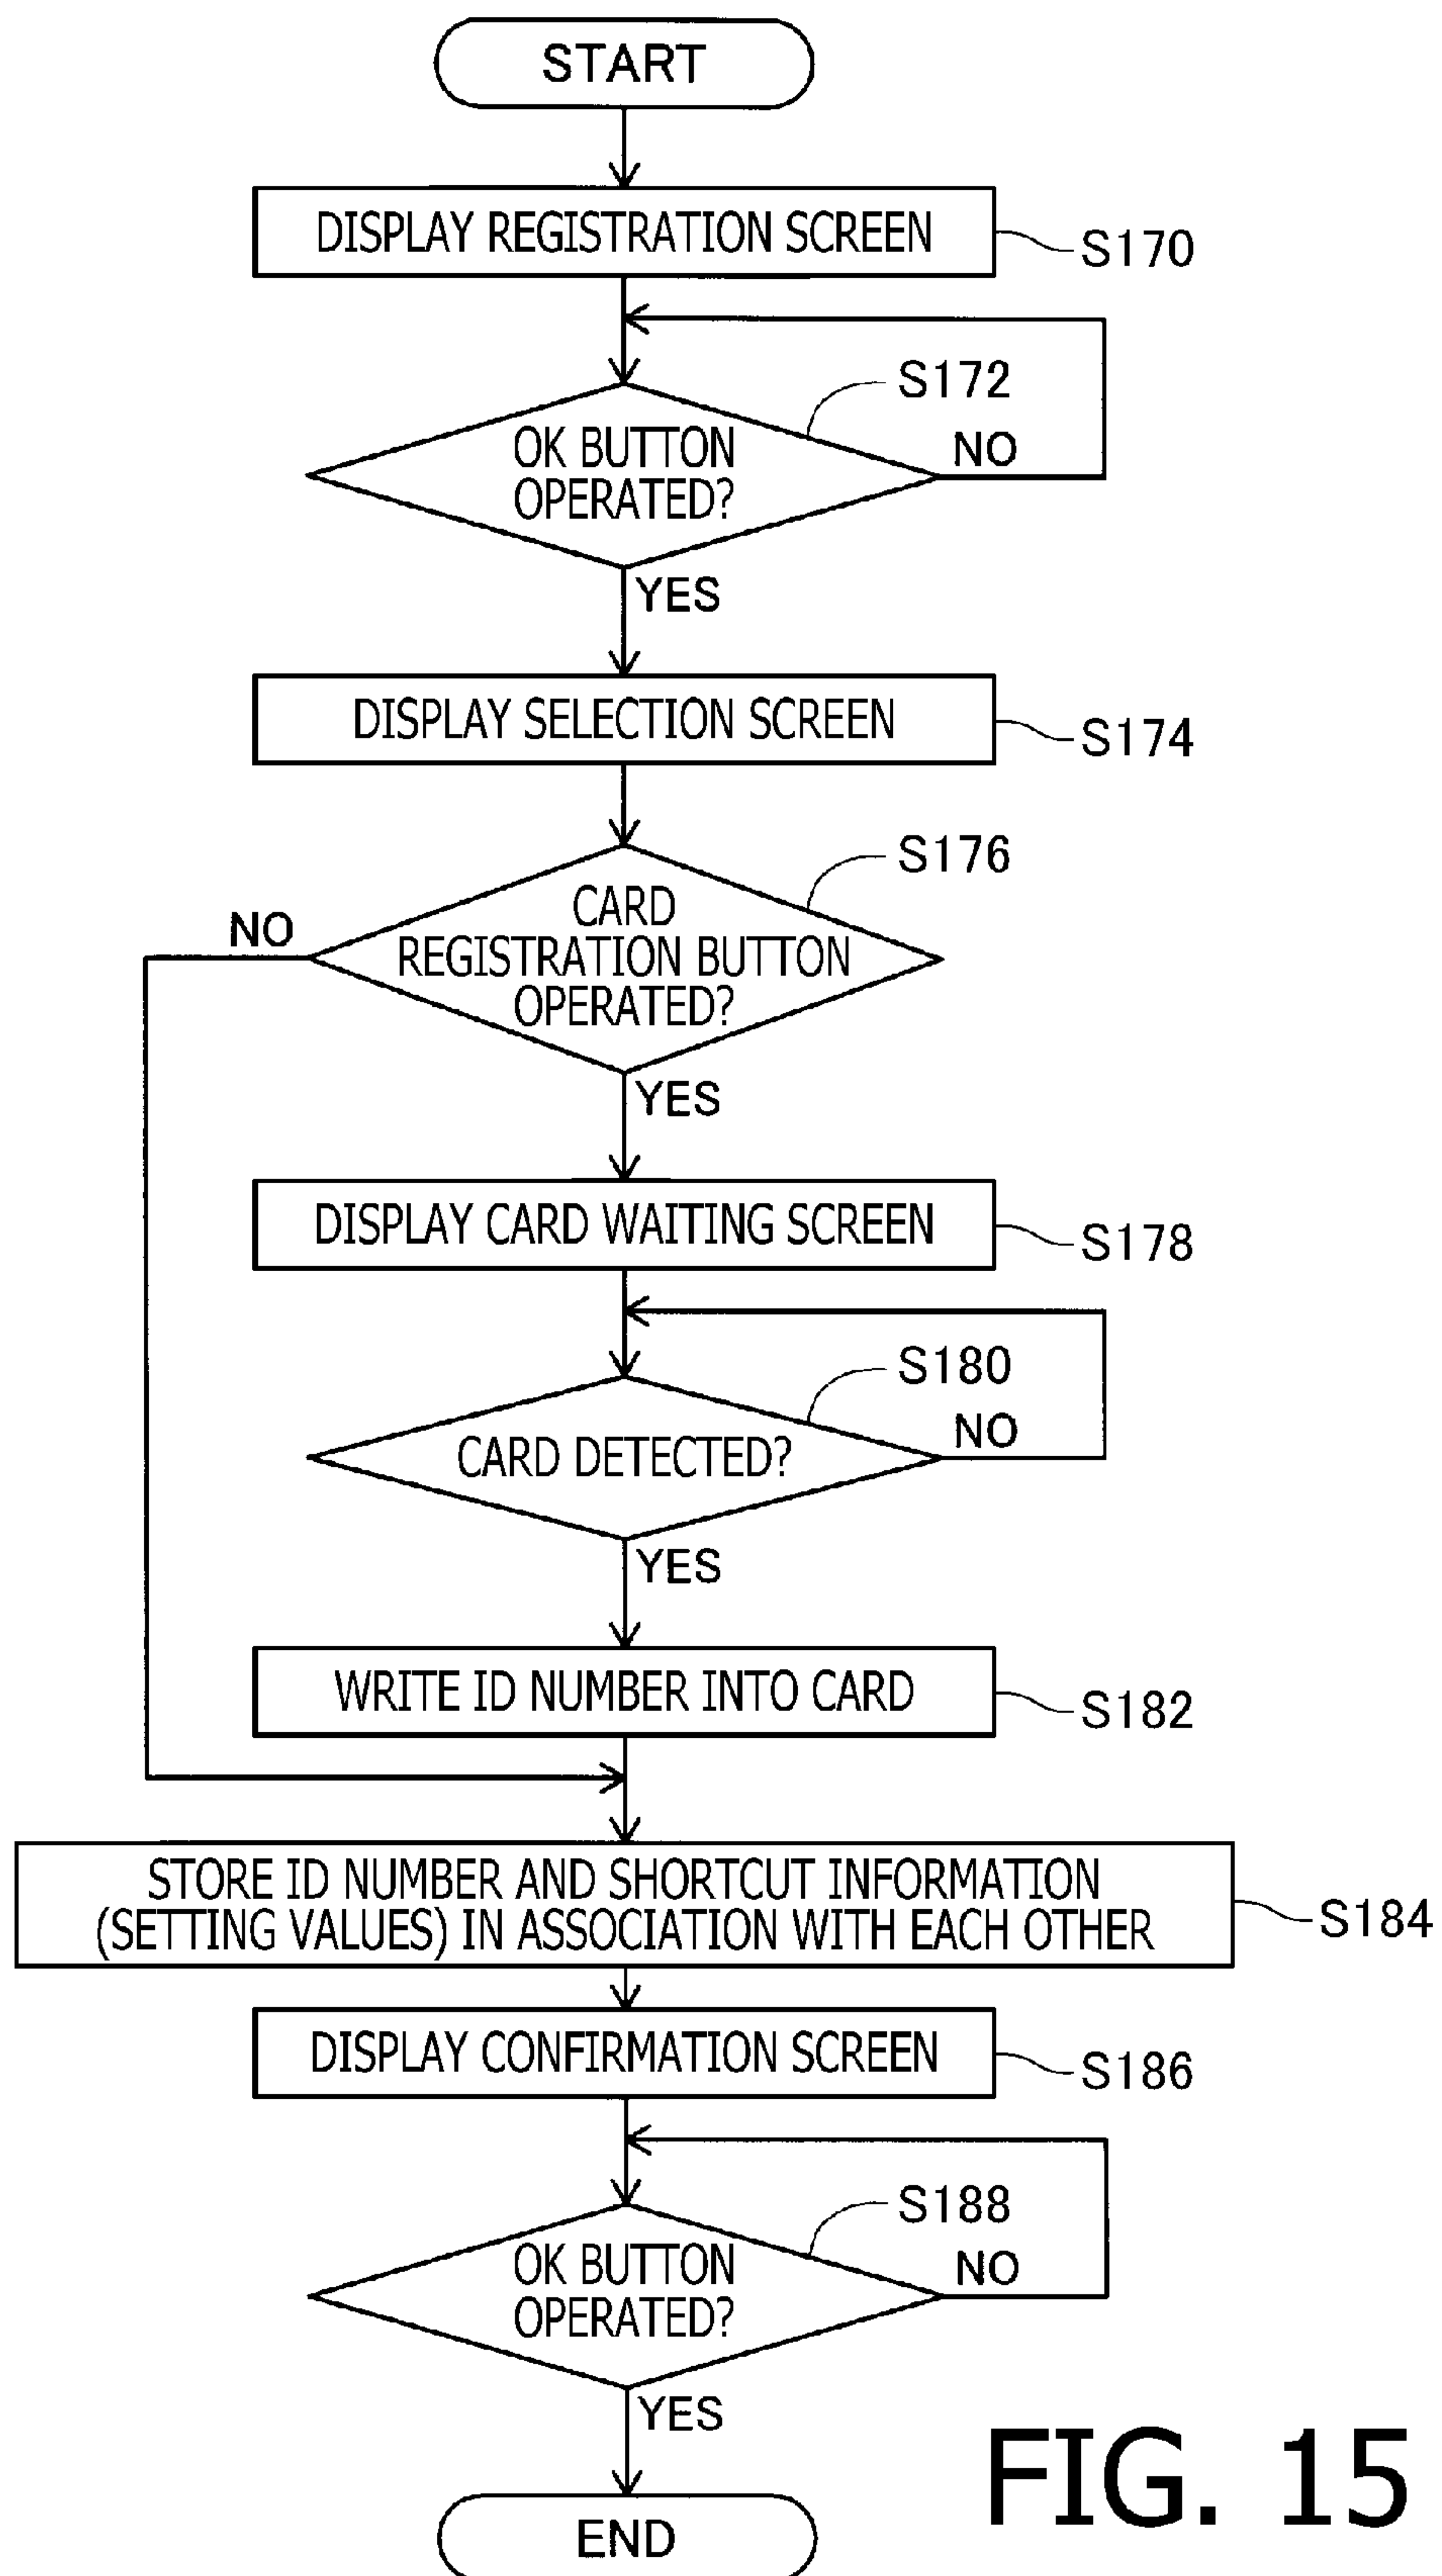 START
DISPLAY REGISTRATION SCREEN
S170
S172
OK BUTTON
OPERATED?
NO
YES
DISPLAY SELECTION SCREEN
S174
S176
CARD
REGISTRATION BUTTON
OPERATED?
NO
YES
DISPLAY CARD WAITING SCREEN
S178
S180
CARD DETECTED?
NO
YES
WRITE ID NUMBER INTO CARD
S182
STORE ID NUMBER AND SHORTCUT INFORMATION
(SETTING VALUES) IN ASSOCIATION WITH EACH OTHER
S184
DISPLAY CONFIRMATION SCREEN
S186
S188
OK BUTTON
OPERATED?
NO
YES
END
FIG. 15